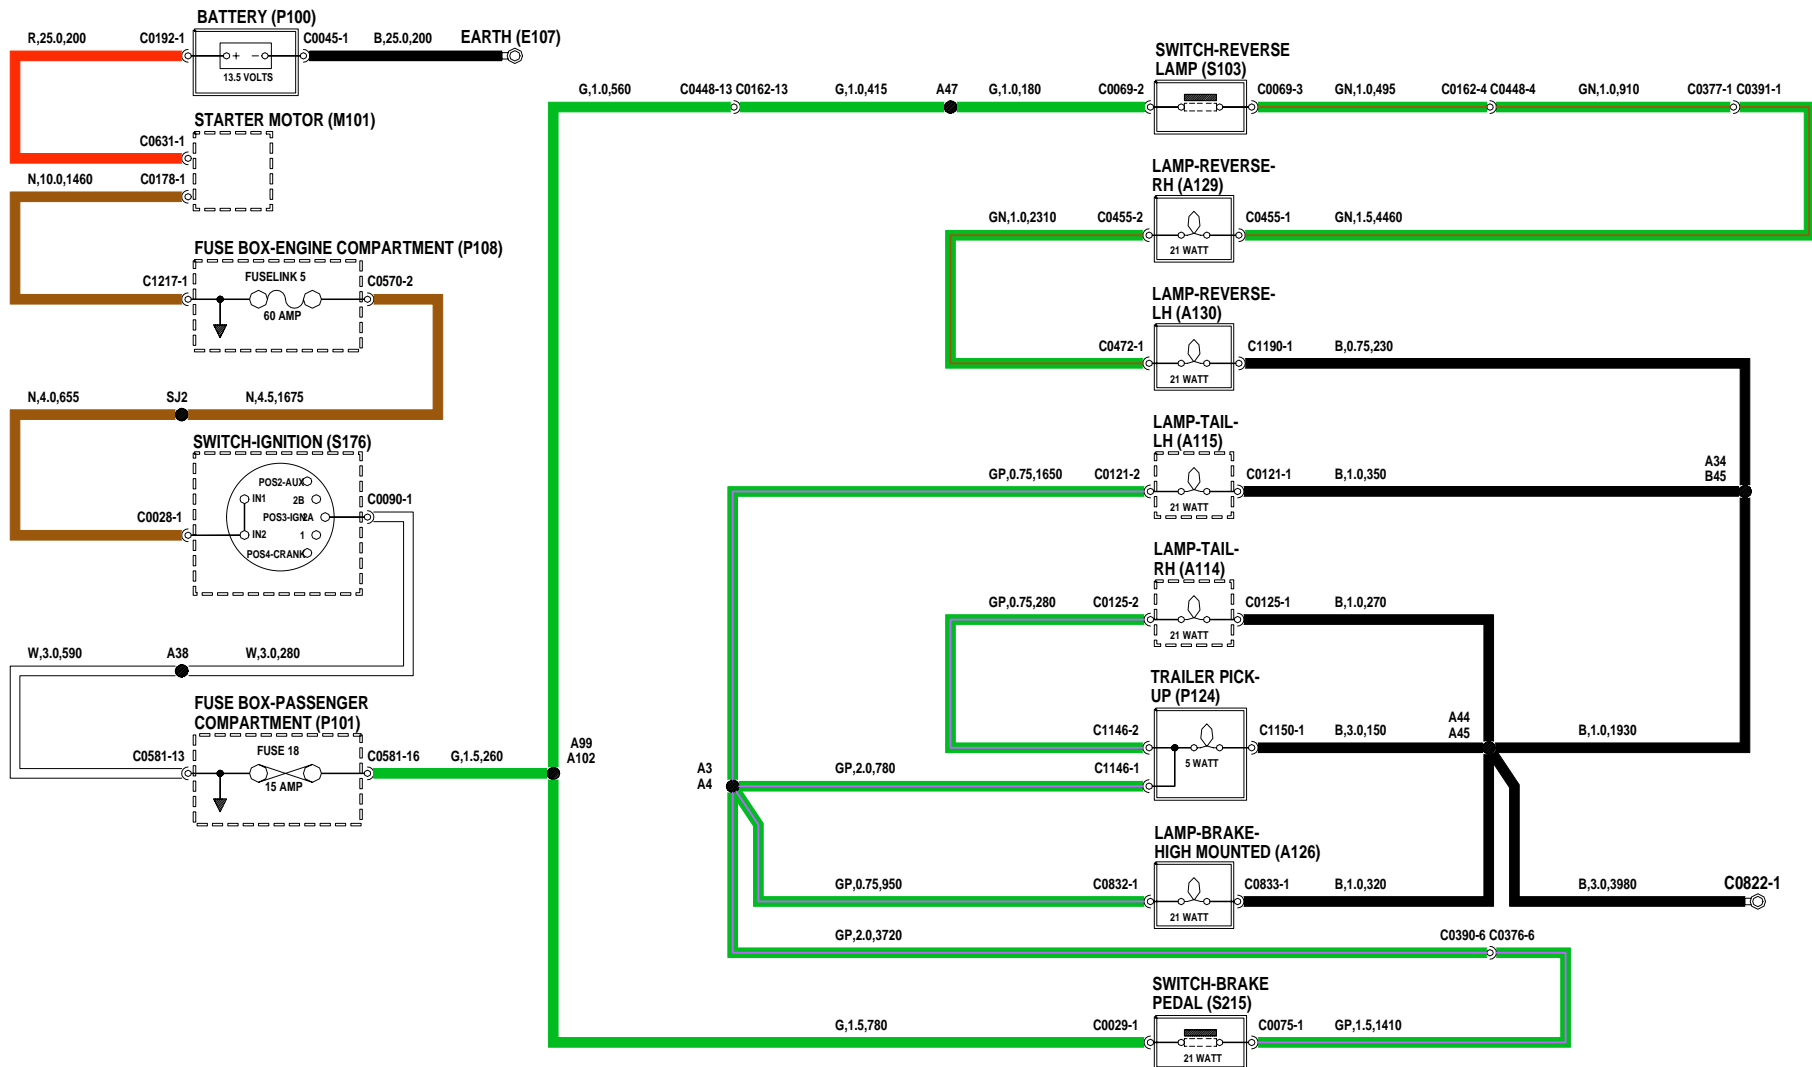 BATTERY (P100)
R,25.0,200
C0192-1
C0045-1
B,25.0,200
EARTH (E107)
13.5 VOLTS
STARTER MOTOR (M101)
C0631-1
N,10.0,1460
C0178-1
FUSE BOX-ENGINE COMPARTMENT (P108)
C1217-1
FUSELINK 5
C0570-2
60 AMP
N,4.0,655
SJ2
N,4.5,1675
SWITCH-IGNITION (S176)
POS2-AUX
IN1
2B
C0090-1
C0028-1
POS3-IGN
2A
IN2
1
POS4-CRANK
W,3.0,590
A38
W,3.0,280
FUSE BOX-PASSENGER
COMPARTMENT (P101)
C0581-13
FUSE 18
C0581-16
G,1.5,260
15 AMP
A99
A102
G,1.0,560
C0448-13 C0162-13
G,1.0,415
A47
G,1.0,180
C0069-2
SWITCH-REVERSE
LAMP (S103)
C0069-3
GN,1.0,495
C0162-4 C0448-4
GN,1.0,910
C0377-1 C0391-1
LAMP-REVERSE-
RH (A129)
GN,1.0,2310
C0455-2
C0455-1
GN,1.5,4460
21 WATT
LAMP-REVERSE-
LH (A130)
C0472-1
C1190-1
B,0.75,230
21 WATT
LAMP-TAIL-
LH (A115)
GP,0.75,1650
C0121-2
C0121-1
B,1.0,350
A34
B45
21 WATT
LAMP-TAIL-
RH (A114)
GP,0.75,280
C0125-2
C0125-1
B,1.0,270
21 WATT
TRAILER PICK-
UP (P124)
C1146-2
C1150-1
B,3.0,150
A44
A45
B,1.0,1930
5 WATT
A3
A4
GP,2.0,780
C1146-1
LAMP-BRAKE-
HIGH MOUNTED (A126)
GP,0.75,950
C0832-1
C0833-1
B,1.0,320
B,3.0,3980
C0822-1
21 WATT
GP,2.0,3720
C0390-6 C0376-6
SWITCH-BRAKE
PEDAL (S215)
G,1.5,780
C0029-1
C0075-1
GP,1.5,1410
21 WATT